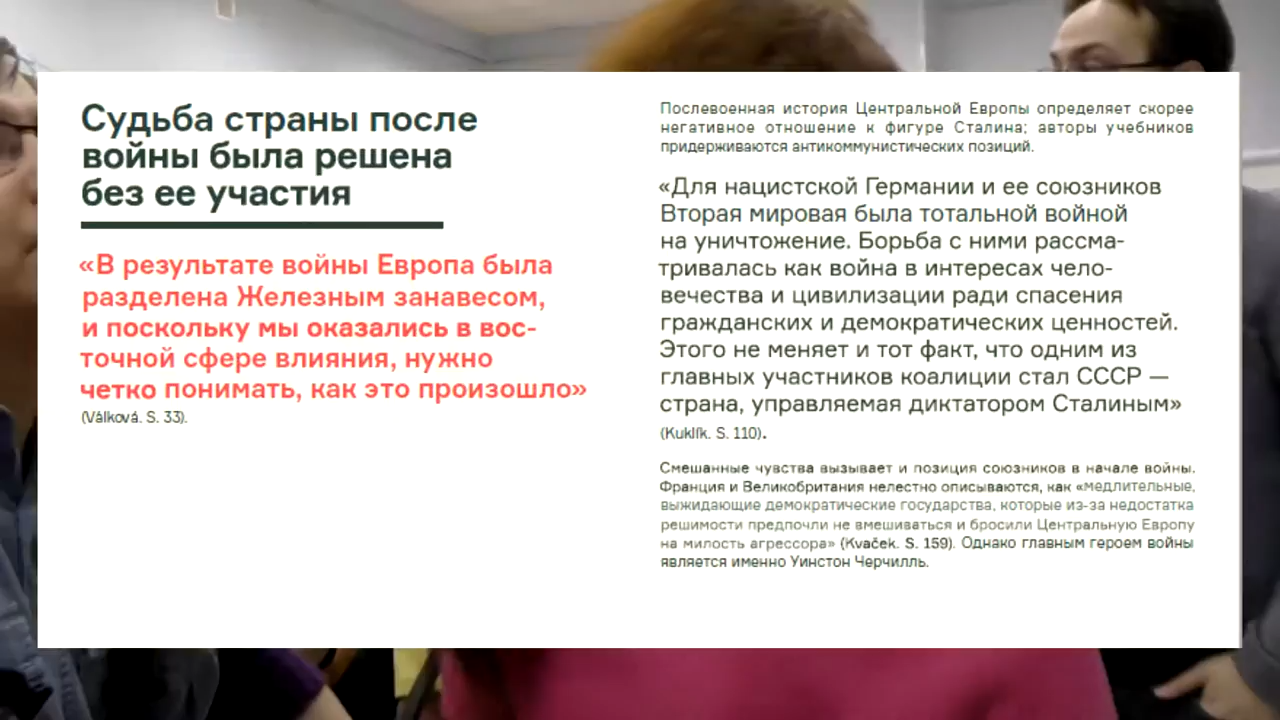 Судьба страны после
войны была решена
без ее участия
«В результате войны Европа была
разделена Железным занавесом,
и поскольку мы оказались в вос-
точной сфере влияния, нужно
четко понимать, как это произошло»
(Válková. S. 33).
Послевоенная история Центральной Европы определяет скорее
негативное отношение к фигуре Сталина; авторы учебников
придерживаются антикоммунистических позиций.
«Для нацистской Германии и ее союзников
Вторая мировая была тотальной войной
на уничтожение. Борьба с ними рассма-
тривалась как война в интересах чело-
вечества и цивилизации ради спасения
гражданских и демократических ценностей.
Этого не меняет и тот факт, что одним из
главных участников коалиции стал СССР —
страна, управляемая диктатором Сталиным»
(Kuklík. S. 110).
Смешанные чувства вызывает и позиция союзников в начале войны.
Франция и Великобритания нелестно описываются, как «медлительные,
выжидающие демократические государства, которые из-за недостатка
решимости предпочли не вмешиваться и бросили Центральную Европу
на милость агрессора» (Kvaček. S. 159). Однако главным героем войны
является именно Уинстон Черчилль.